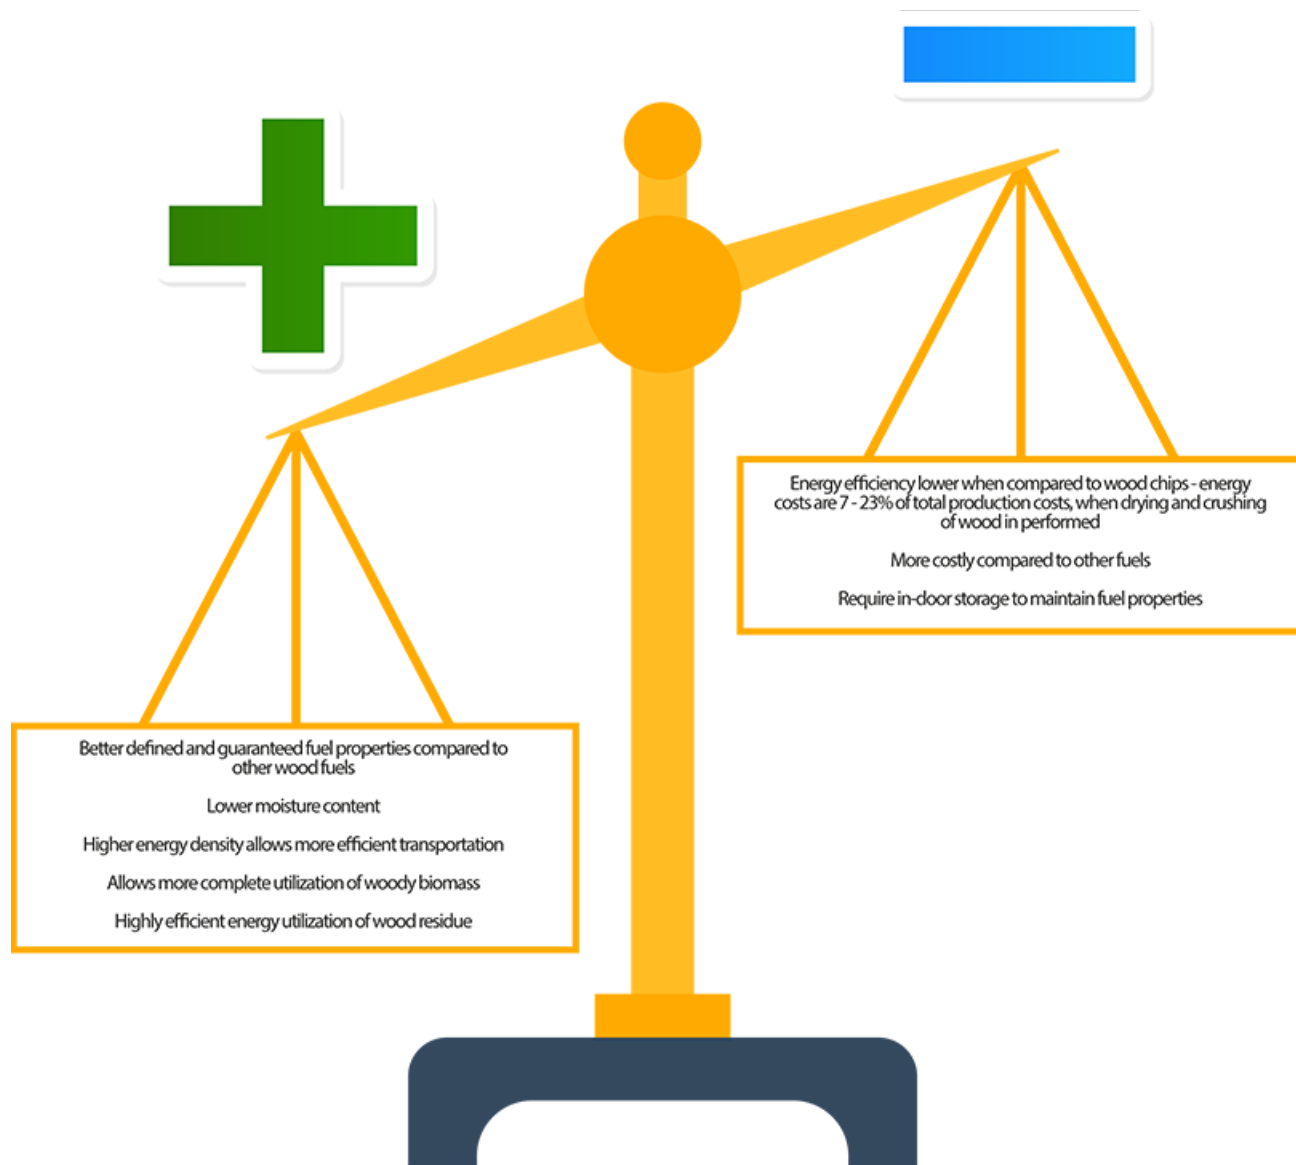 Energy efficiency lower when compared to wood chips - energy
costs are 7 - 23% of total production costs, when drying and crushing
of wood in performed
More costly compared to other fuels
Require in-door storage to maintain fuel properties
Better defined and guaranteed fuel properties compared to
other wood fuels
Lower moisture content
Higher energy density allows more efficient transportation
Allows more complete utilization of woody biomass
Highly efficient energy utilization of wood residue